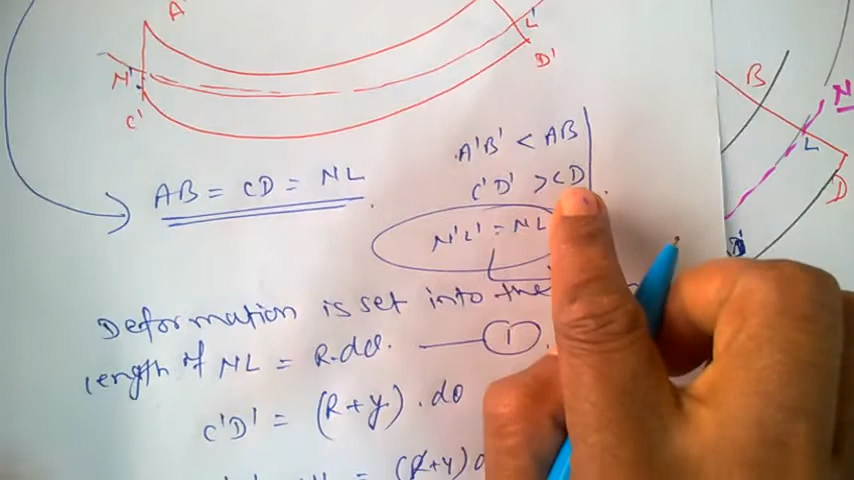 A'
L'
N'
D'
C'
B
N
L
D
A'B' < AB
C'D' > CD
AB = CD = NL
N'L' = NL
Deformation is set into the
length of NL = R.dθ. ①
C'D' = (R+y).dθ
= (R+y)